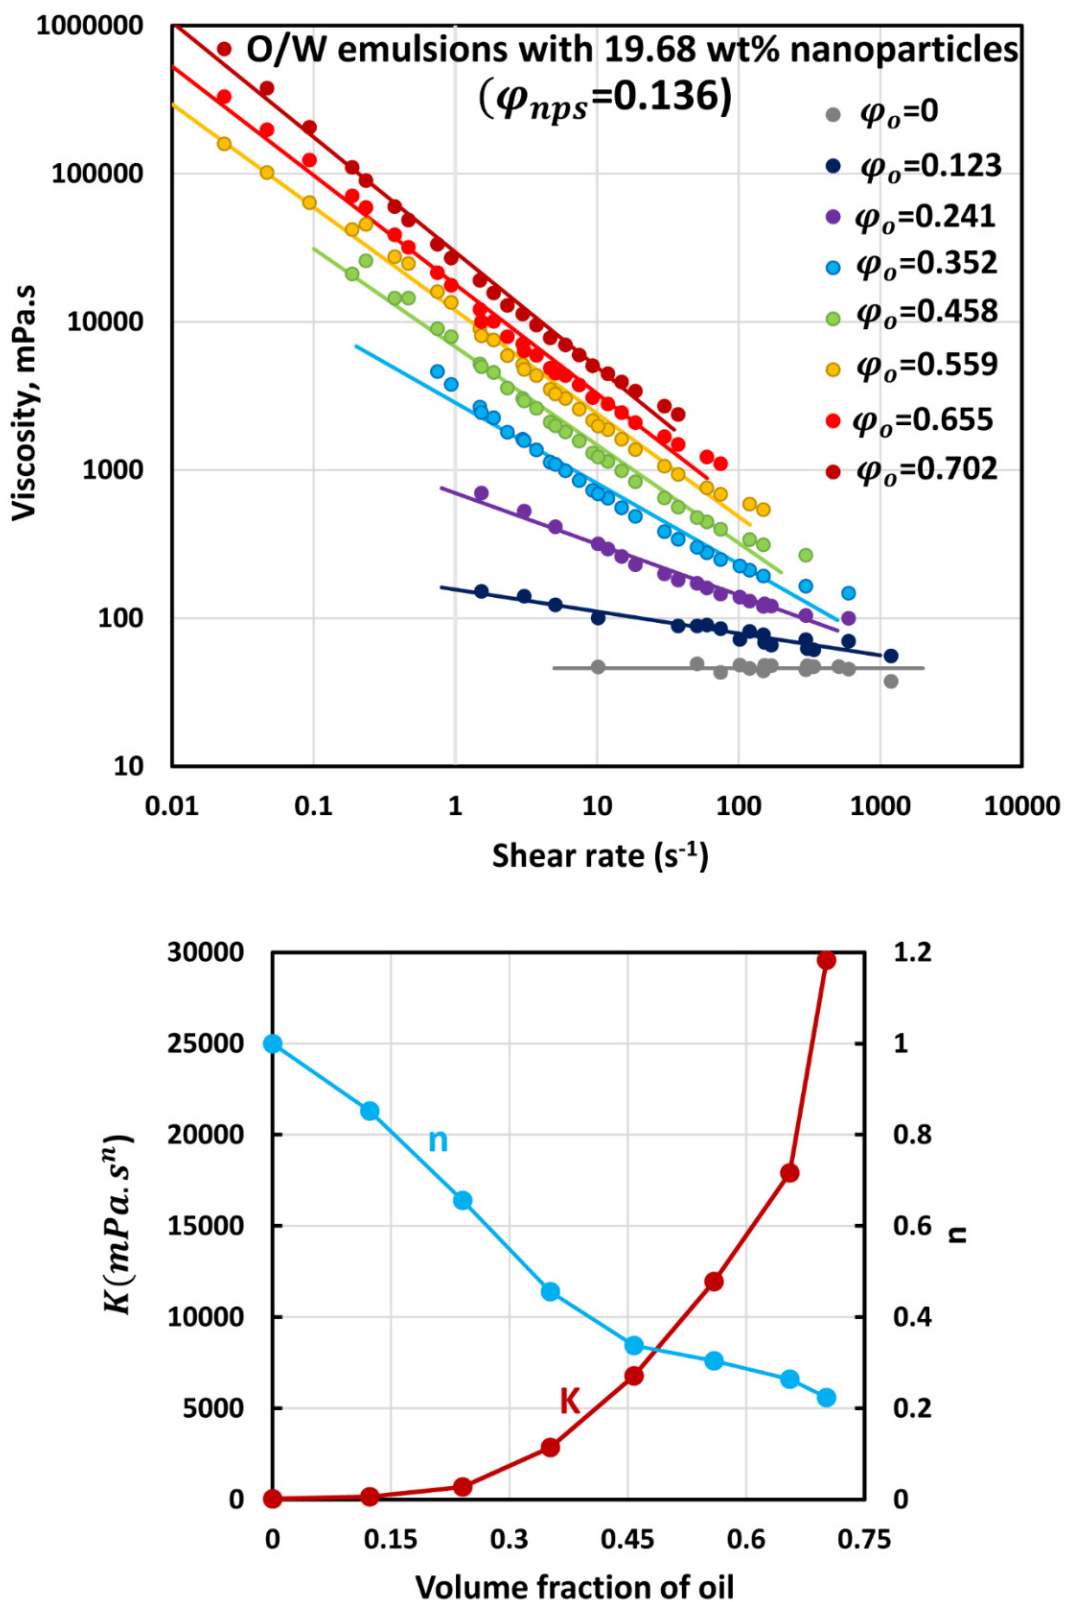 O/W emulsions with 19.68 wt% nanoparticles
(φnps=0.136)
φo=0
φo=0.123
φo=0.241
φo=0.352
φo=0.458
φo=0.559
φo=0.655
φo=0.702
Viscosity, mPa.s
1000000
100000
10000
1000
100
10
0.01 0.1 1 10 100 1000 10000
Shear rate (s⁻¹)
K(mPa.sⁿ)
30000
25000
20000
15000
10000
5000
0
n
K
1.2
1
0.8
0.6
0.4
0.2
0
n
0 0.15 0.3 0.45 0.6 0.75
Volume fraction of oil